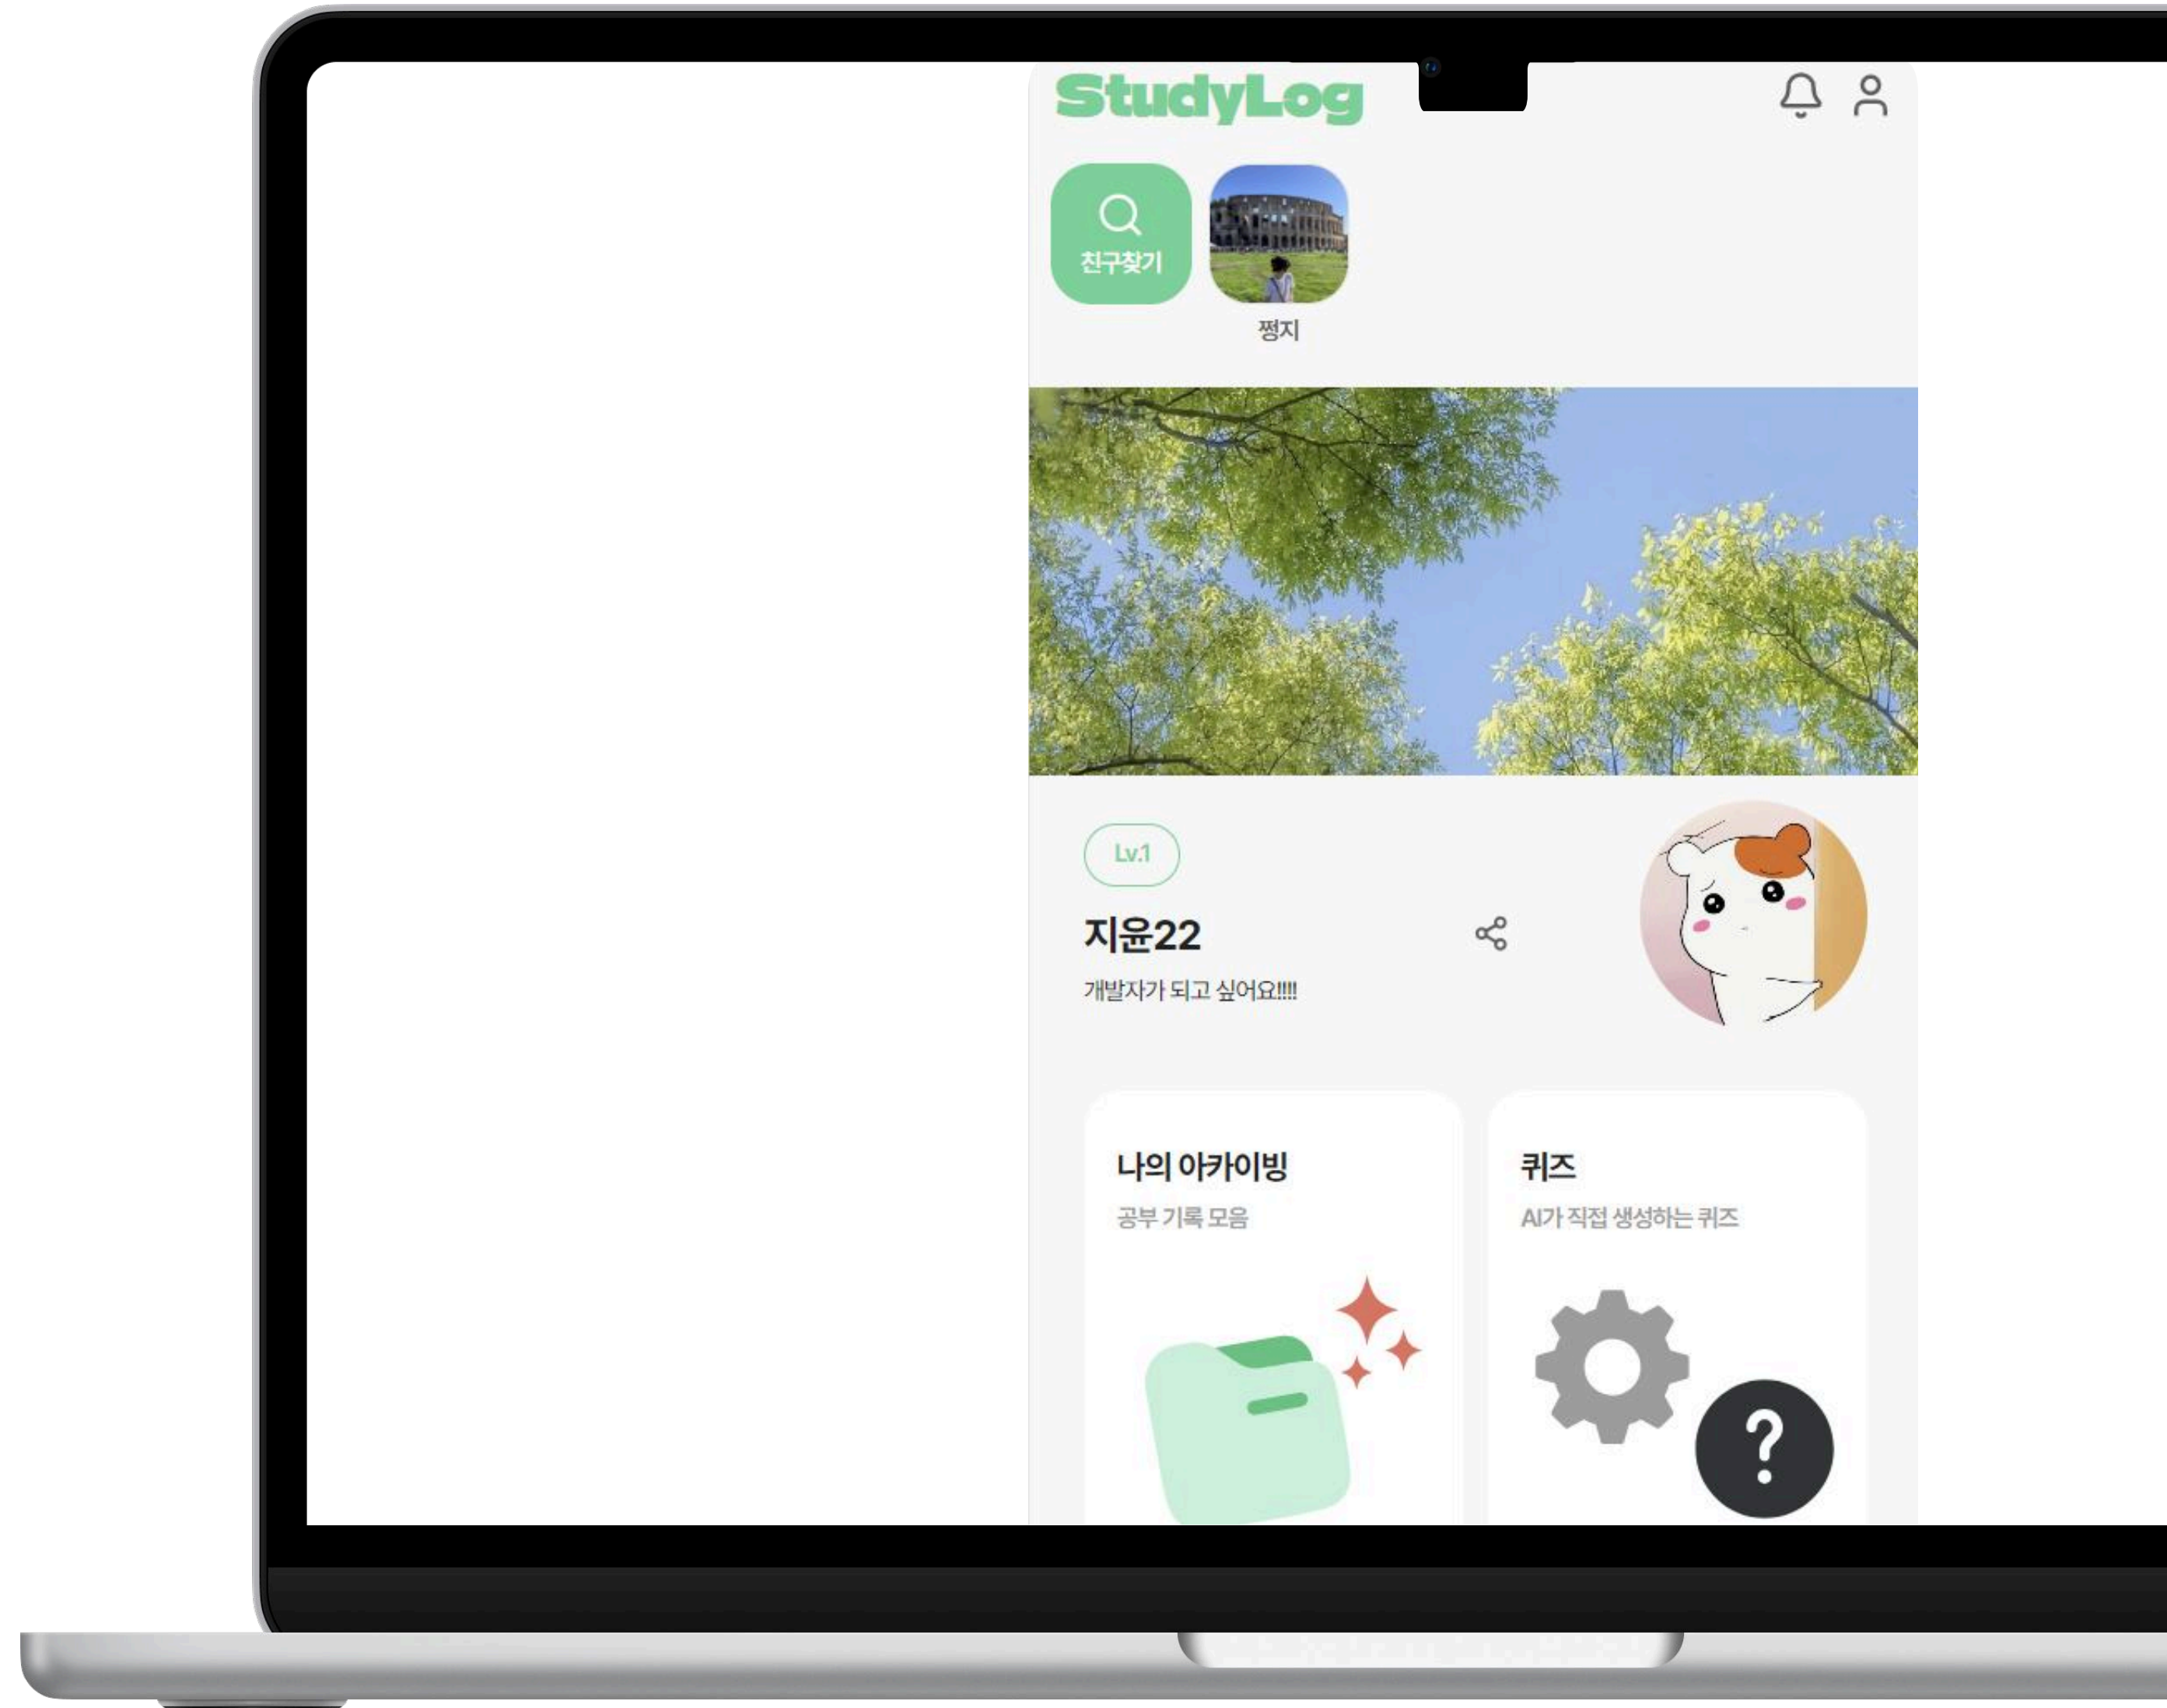 StudyLog
친구찾기
쩡지
Lv.1
지윤22
개발자가 되고 싶어요!!!!
나의 아카이빙
공부 기록 모음
퀴즈
AI가 직접 생성하는 퀴즈
?